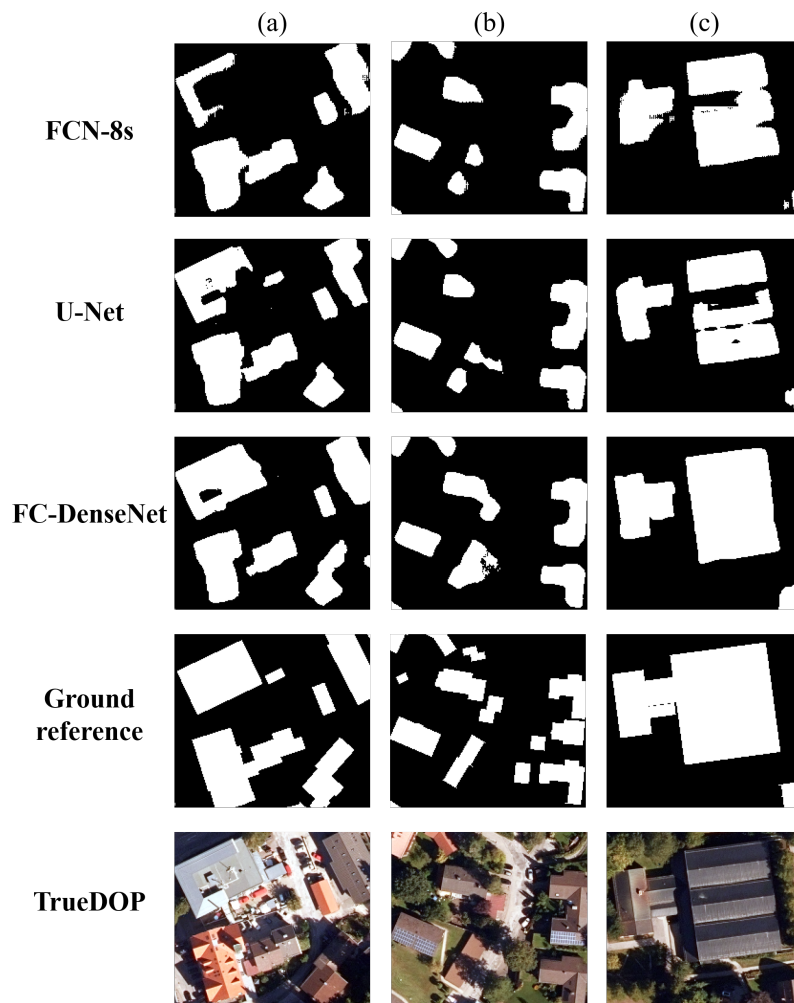 (a) (b) (c)
FCN-8s
U-Net
FC-DenseNet
Ground
reference
TrueDOP